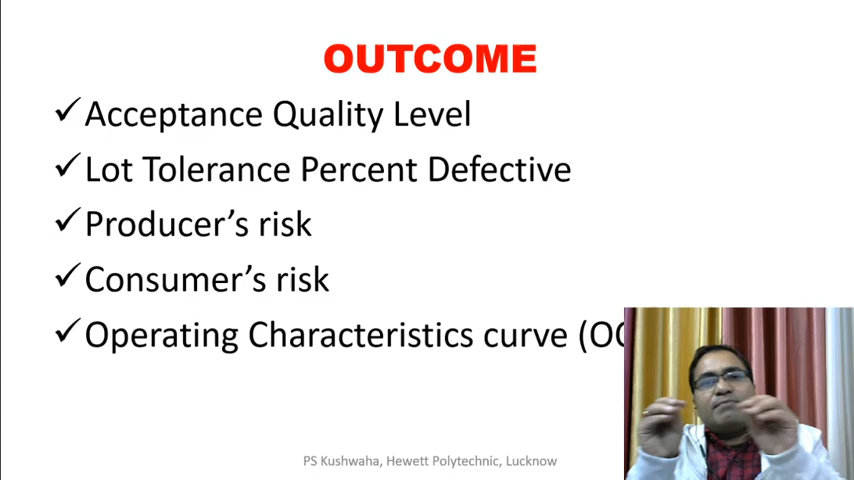 OUTCOME
✓ Acceptance Quality Level
✓ Lot Tolerance Percent Defective
✓ Producer’s risk
✓ Consumer’s risk
✓ Operating Characteristics curve (OC
PS Kushwaha, Hewett Polytechnic, Lucknow